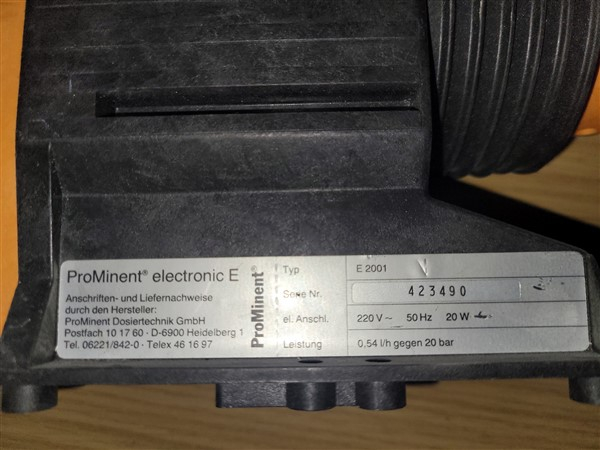 ProMinent® electronic E
Anschriften- und Liefernachweise
durch den Hersteller:
ProMinent Dosiertechnik GmbH
Postfach 10 17 60 · D-6900 Heidelberg 1
Tel. 06221/842-0 · Telex 46 16 97
ProMinent®
Typ E 2001
Serie Nr. 423490
el. Anschl. 220 V ~ 50 Hz 20 W
Leistung 0,54 l/h gegen 20 bar